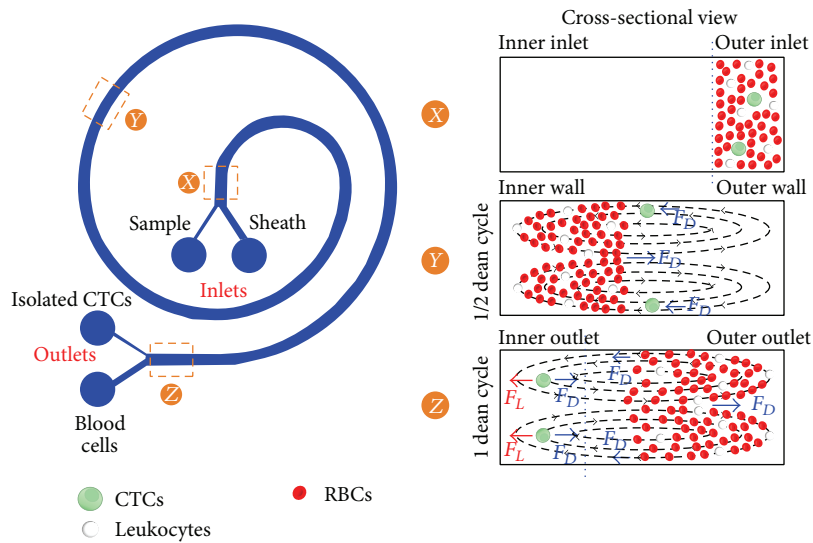 Cross-sectional view
Inner inlet
Outer inlet
X
Y
X
Sample
Sheath
Inlets
Isolated CTCs
Outlets
Z
Blood
cells
Inner wall
Outer wall
Y
1/2 dean cycle
F_D
F_D
F_D
Inner outlet
Outer outlet
Z
1 dean cycle
F_L
F_D
F_D
F_D
F_L
F_D
F_D
CTCs
RBCs
Leukocytes